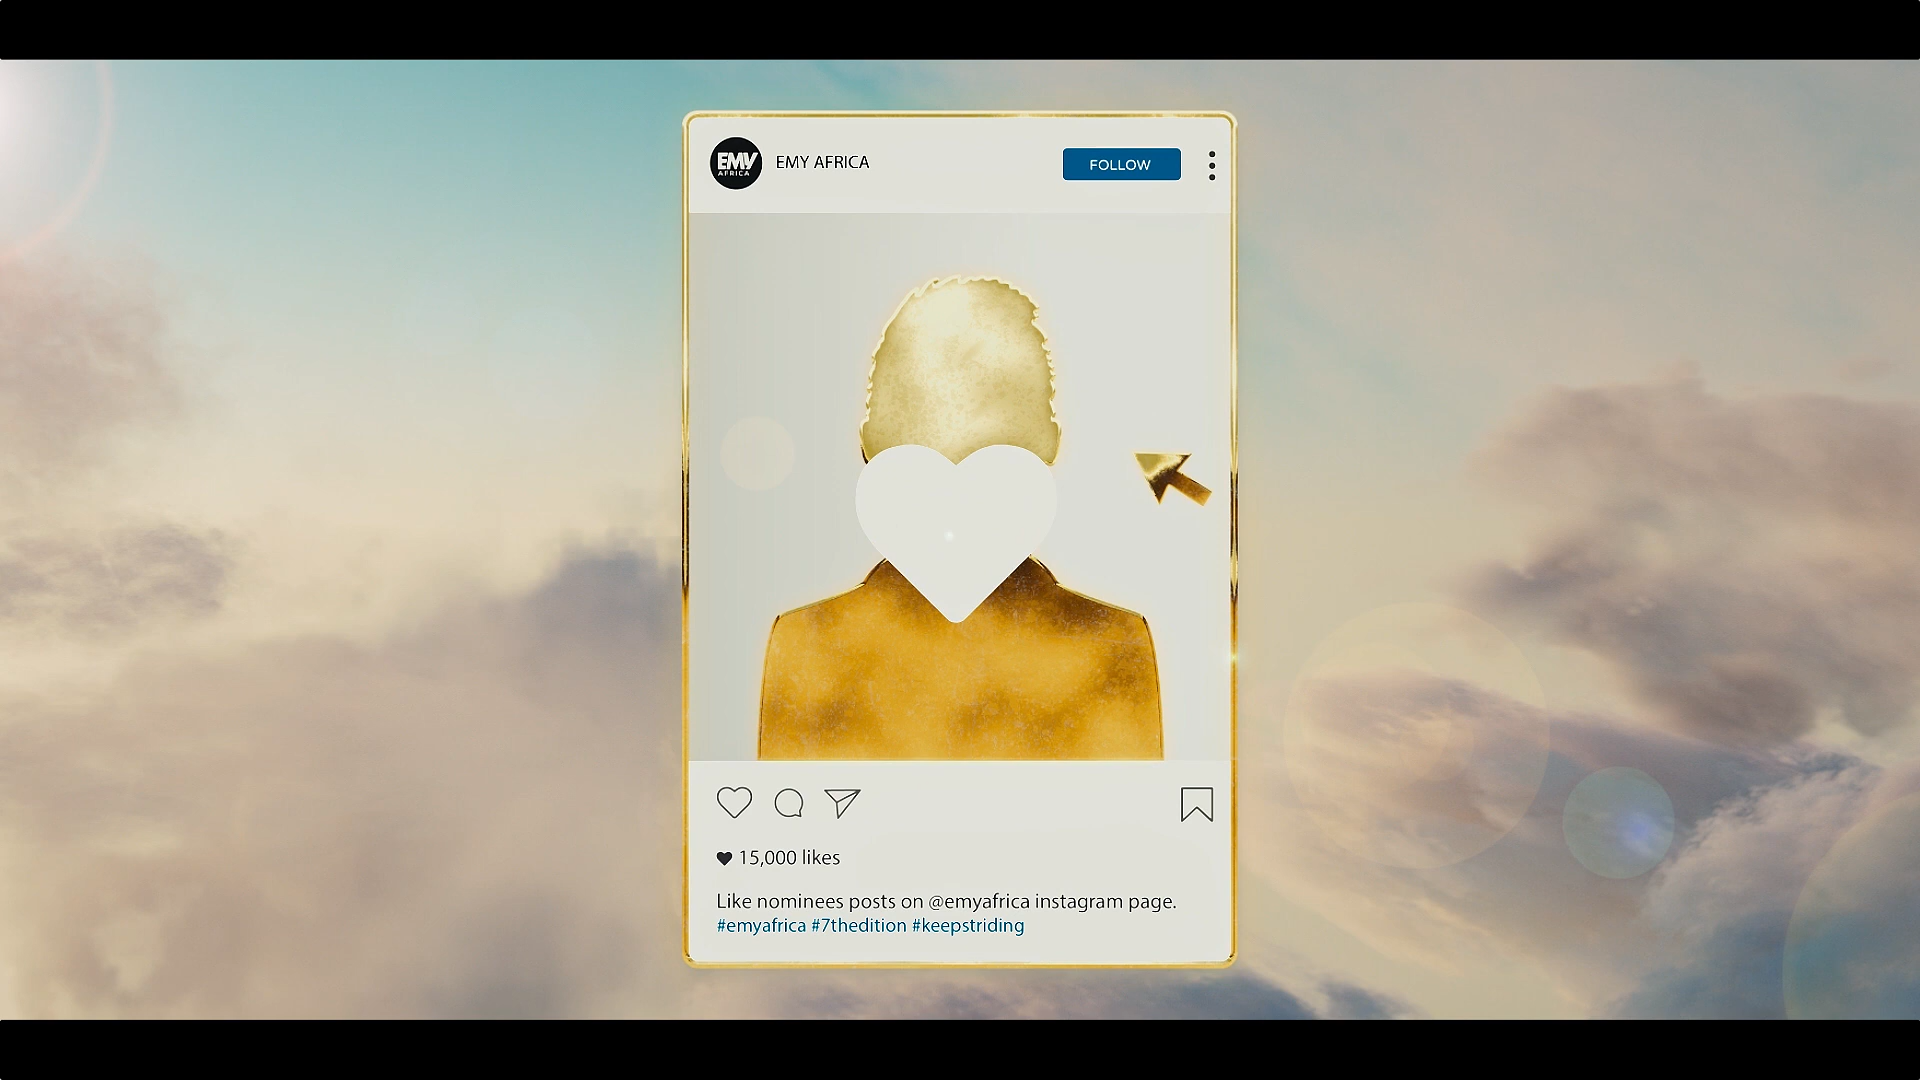 EMY
AFRICA
EMY AFRICA
FOLLOW
15,000 likes
Like nominees posts on @emyafrica instagram page.
#emyafrica #7thedition #keepstriding